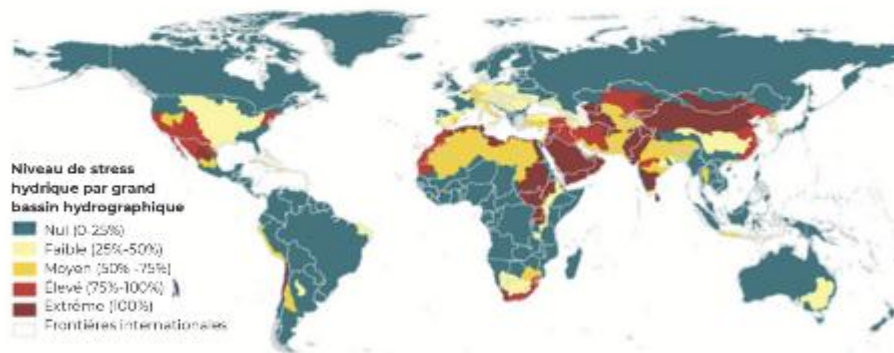 Niveau de stress
hydrique par grand
bassin hydrographique
Nul (0-25%)
Faible (25%-50%)
Moyen (50% -75%)
Élevé (75%-100%)
Extrême (100%)
Frontières internationales